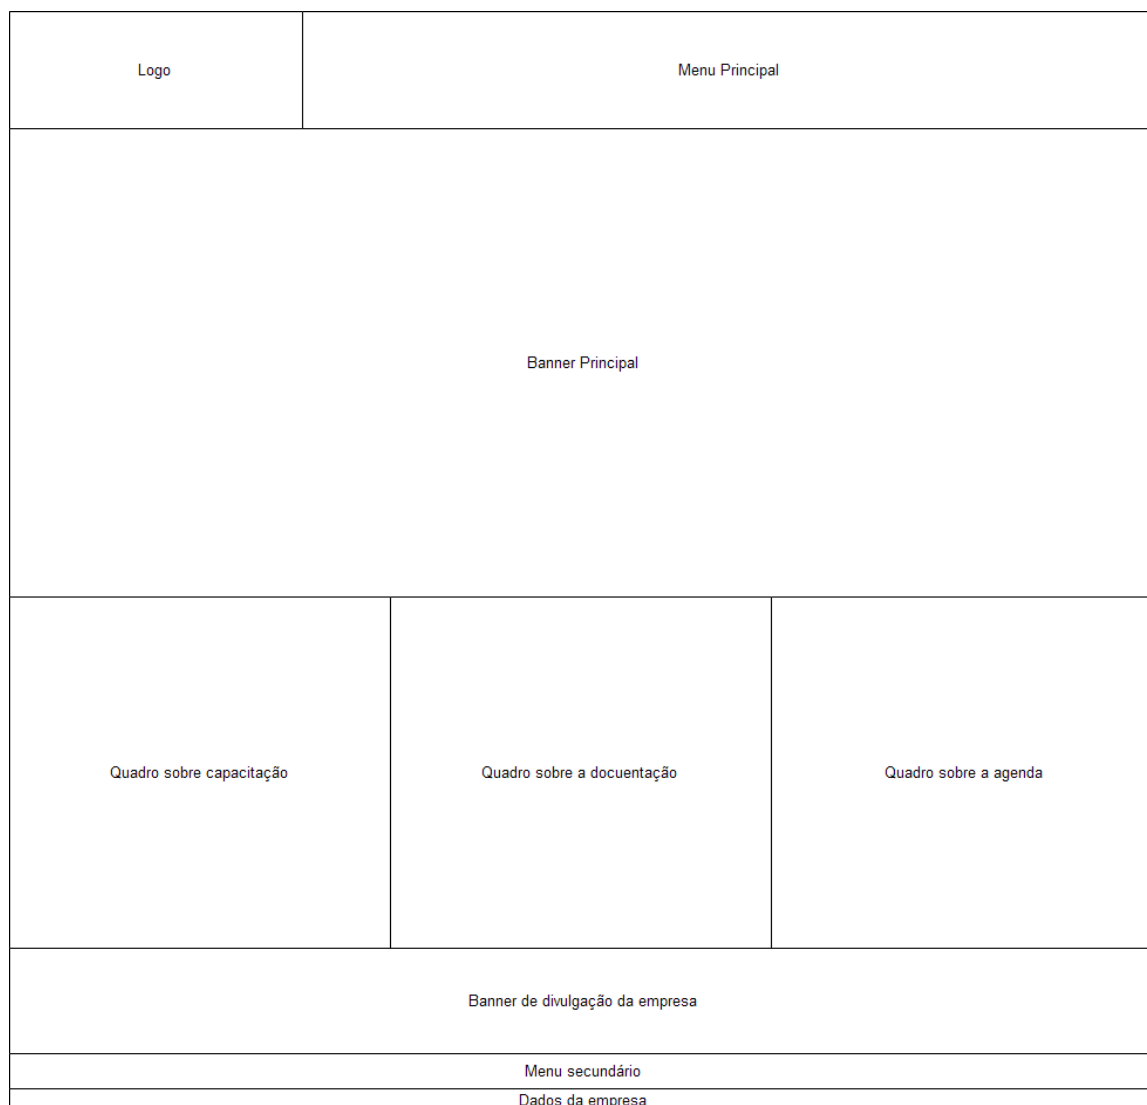 Logo
Menu Principal
Banner Principal
Quadro sobre capacitação
Quadro sobre a docuentação
Quadro sobre a agenda
Banner de divulgação da empresa
Menu secundário
Dados da empresa